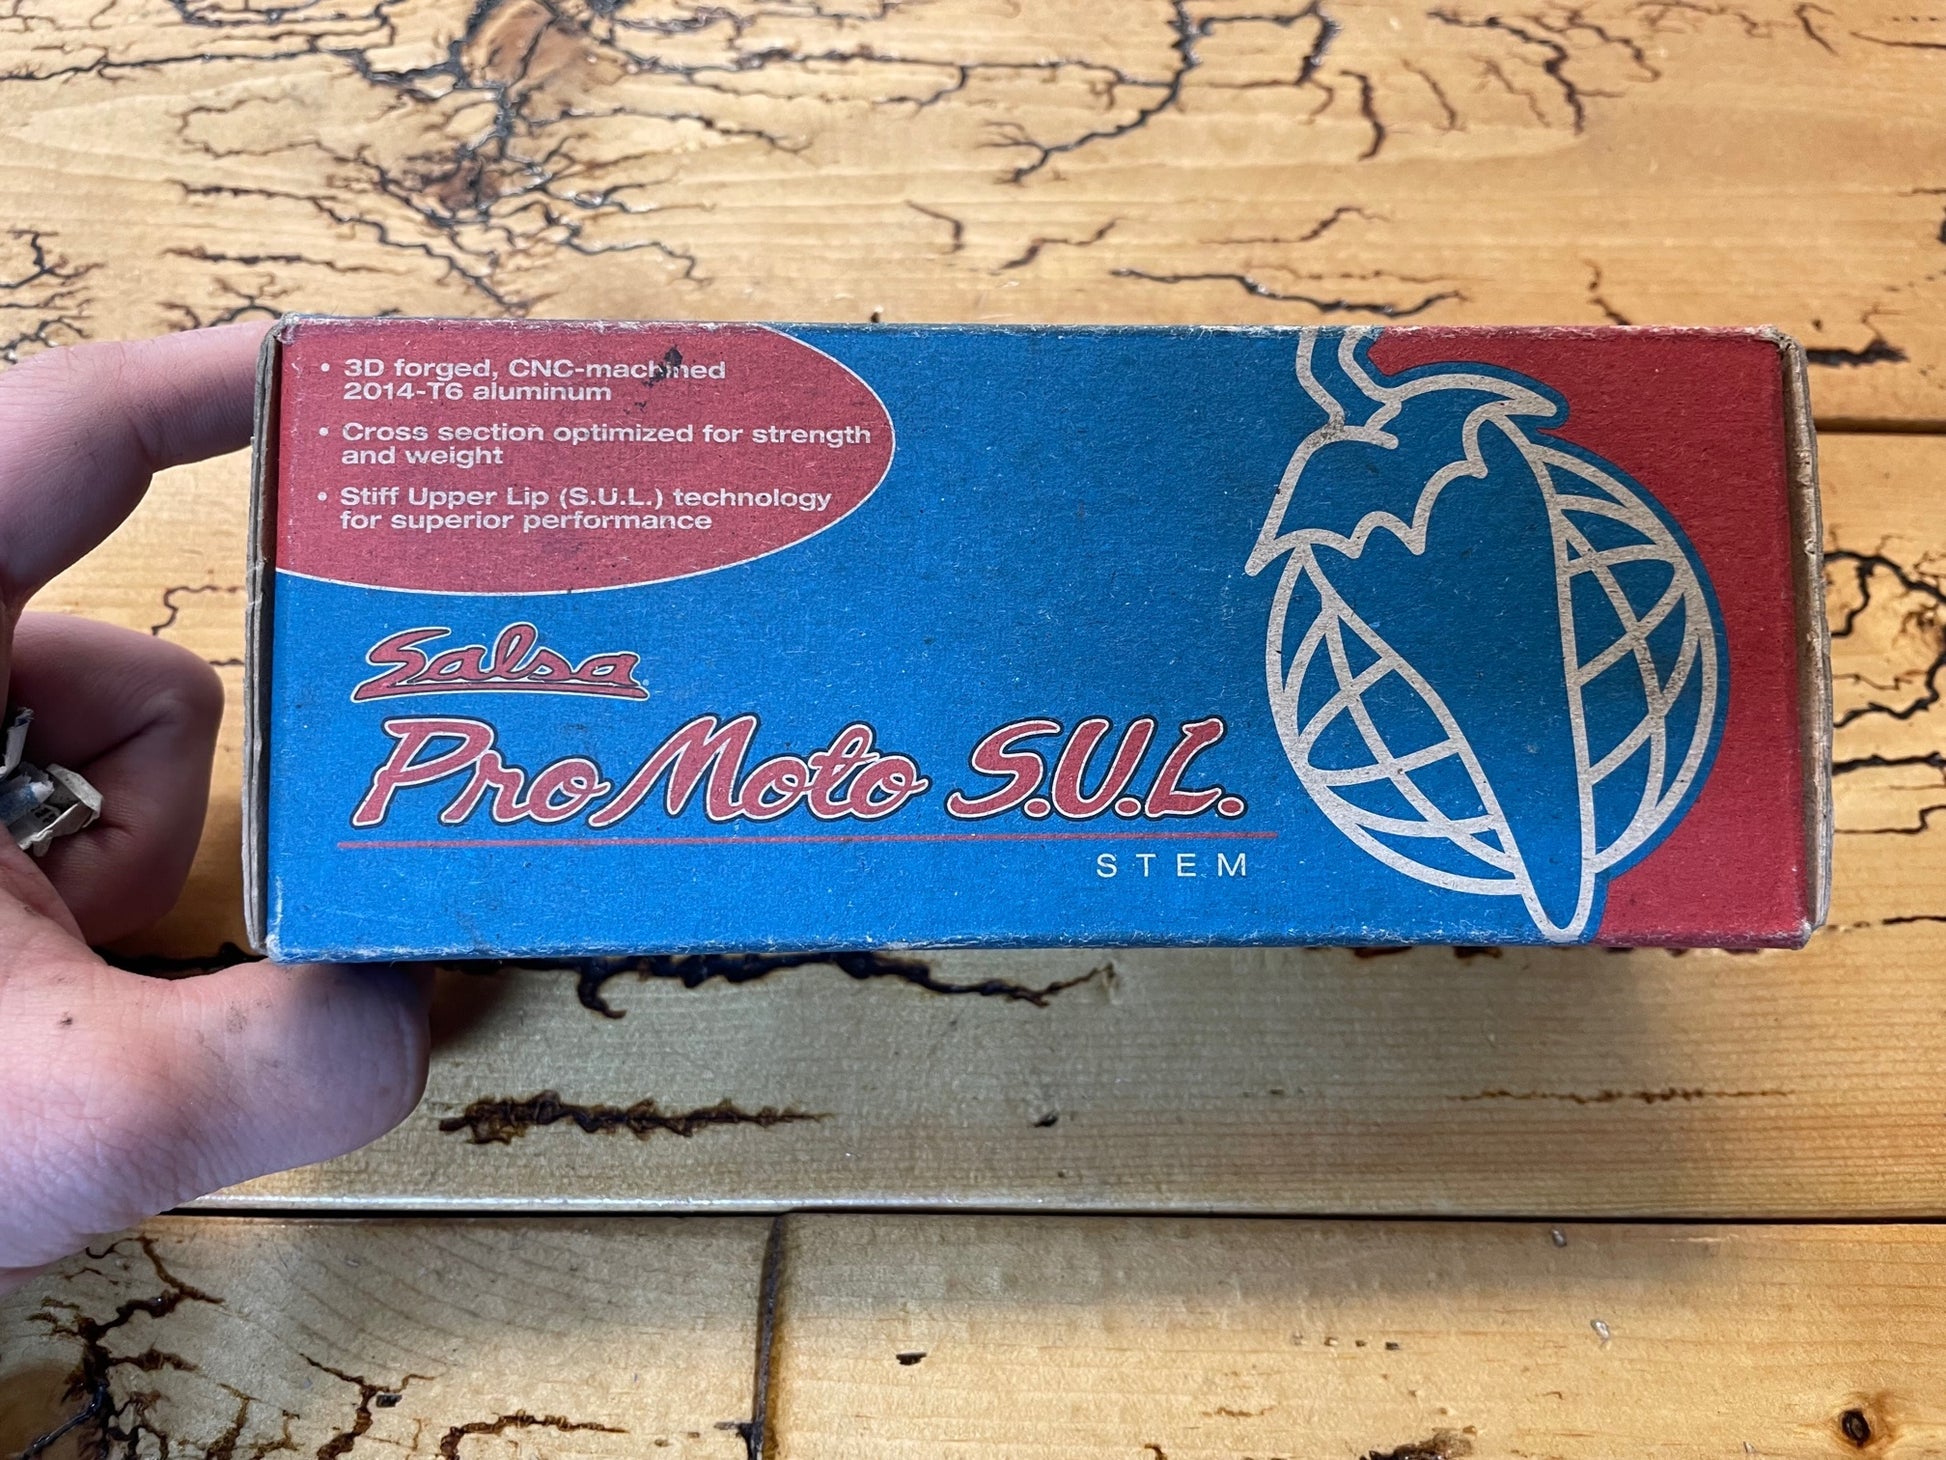 • 3D forged, CNC-machined
2014-T6 aluminum
• Cross section optimized for strength
and weight
• Stiff Upper Lip (S.U.L.) technology
for superior performance
Salsa
Pro Moto S.U.L.
STEM